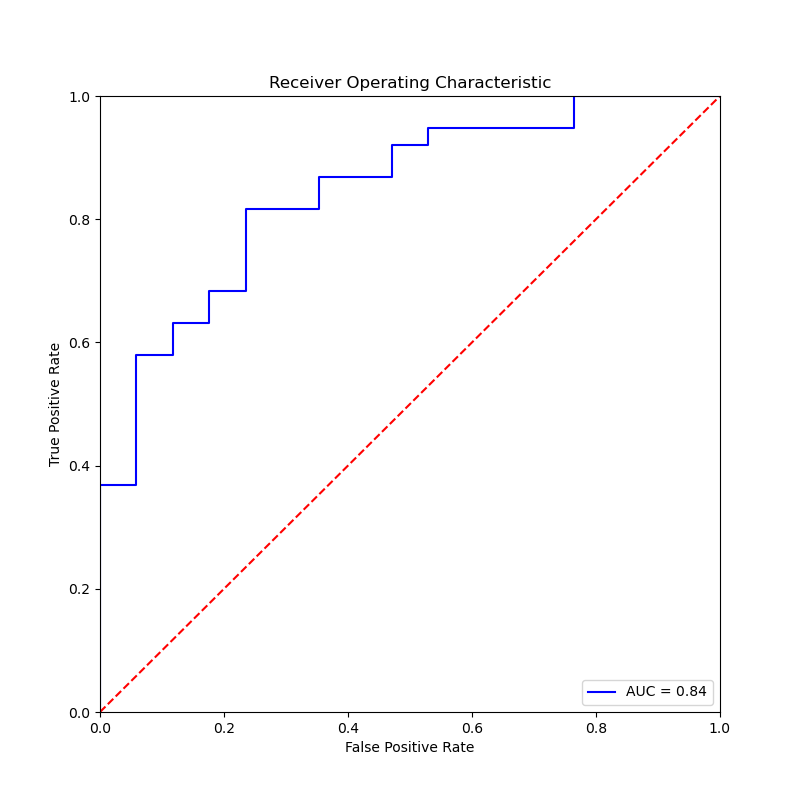 Receiver Operating Characteristic
1.0
0.8
0.6
0.4
0.2
0.0
True Positive Rate
AUC = 0.84
0.0 0.2 0.4 0.6 0.8 1.0
False Positive Rate